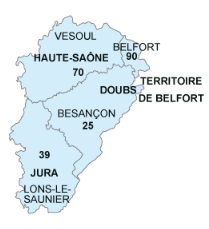 VESOUL
BELFORT
HAUTE-SAÔNE
90
70
TERRITOIRE
DE BELFORT
DOUBS
BESANÇON
25
39
JURA
LONS-LE-
SAUNIER